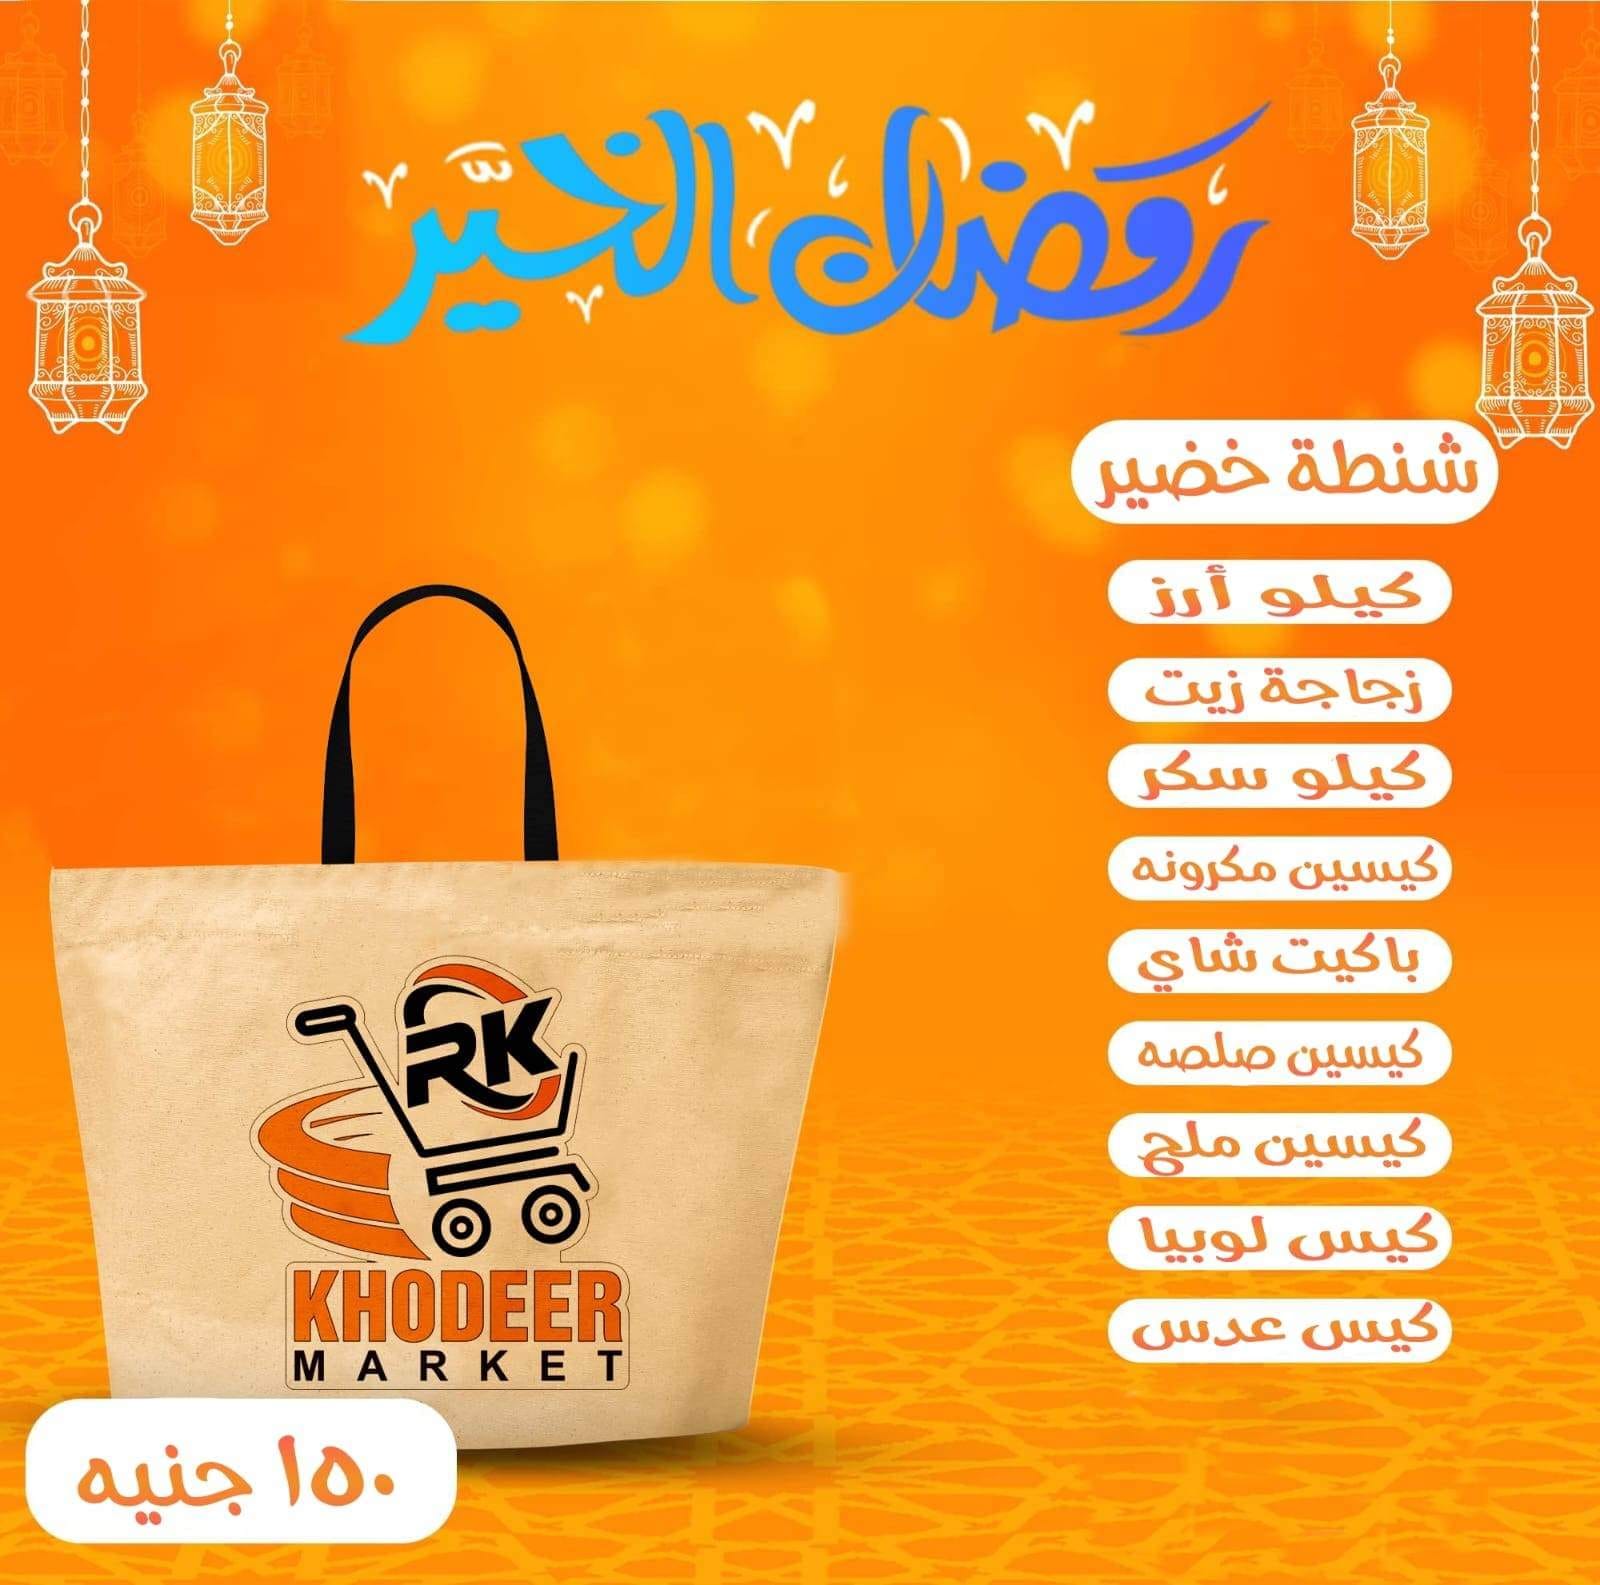 رمضان الخير
شنطة خضير
كيلو أرز
زجاجة زيت
كيلو سكر
كيسين مكرونه
باكيت شاي
كيسين صلصه
كيسين ملح
كيس لوبيا
كيس عدس
RK
KHODEER
MARKET
١٥٠ جنيه